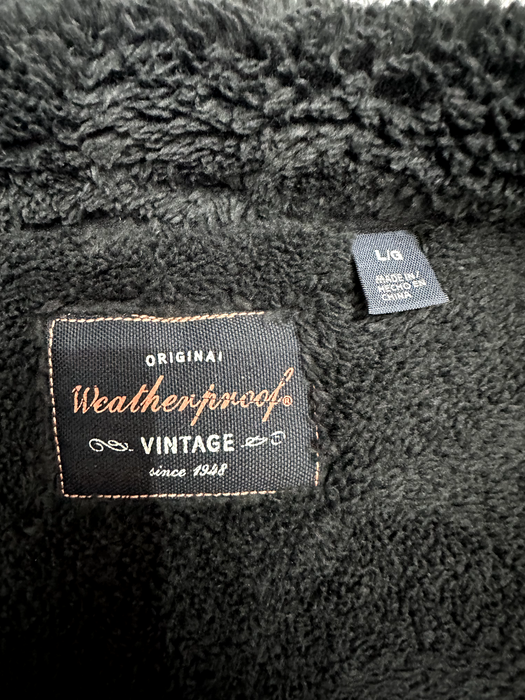 ORIGINAL
Weatherproof®
VINTAGE
since 1948
L/G
MADE IN/
HECHO EN
CHINA